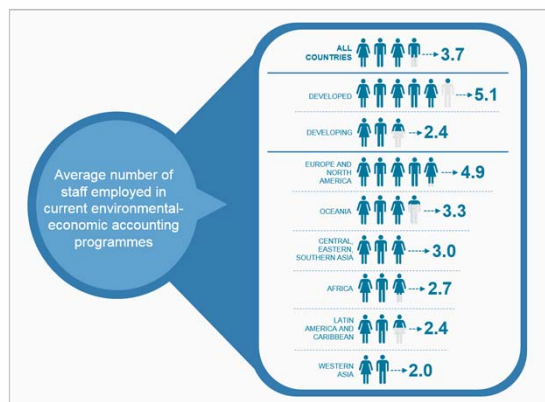 Average number of
staff employed in
current environmental-
economic accounting
programmes
ALL
COUNTRIES
3.7
DEVELOPED
5.1
DEVELOPING
2.4
EUROPE AND
NORTH
AMERICA
4.9
OCEANIA
3.3
CENTRAL,
EASTERN,
SOUTHERN ASIA
3.0
AFRICA
2.7
LATIN
AMERICA AND
CARIBBEAN
2.4
WESTERN
ASIA
2.0